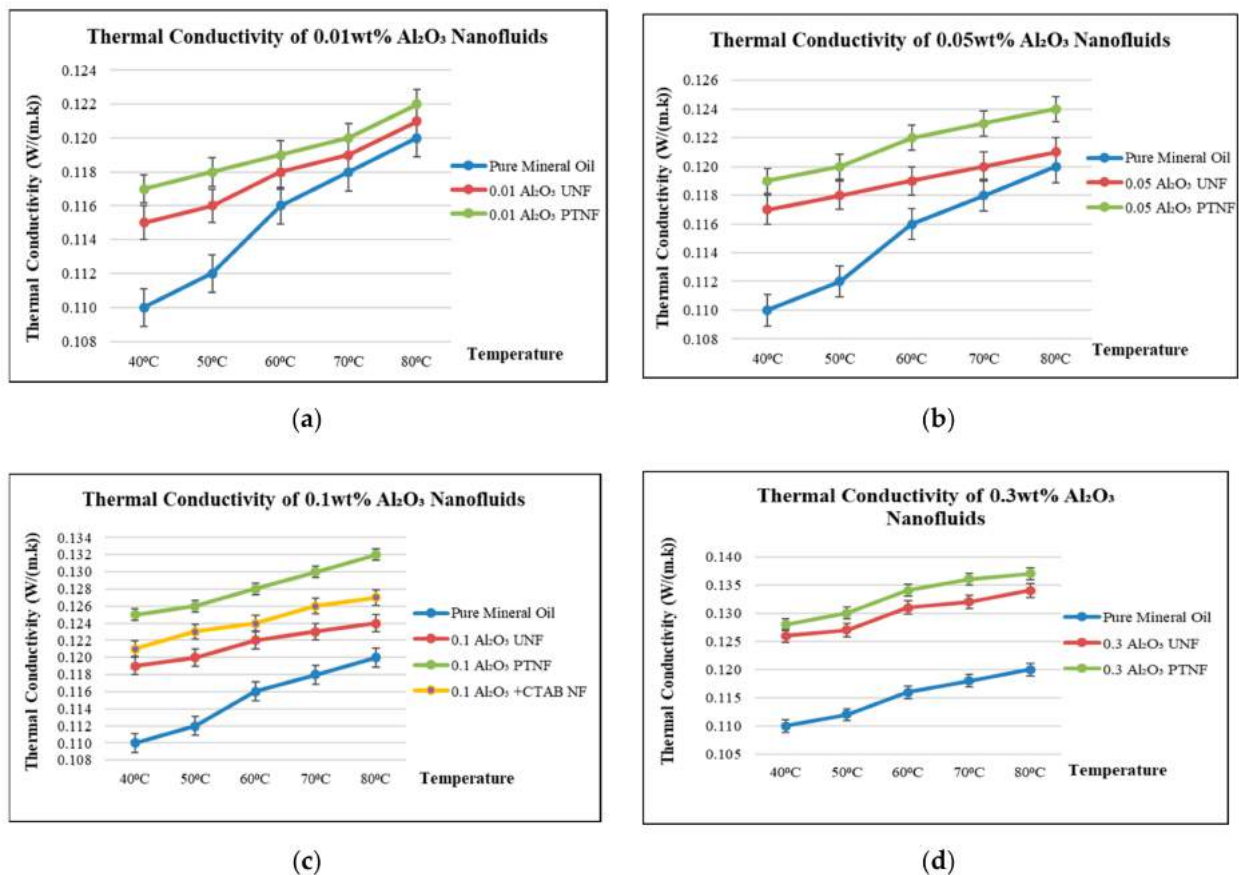 Thermal Conductivity of 0.01wt% Al₂O₃ Nanofluids
Thermal Conductivity (W/(m.k))
0.124
0.122
0.120
0.118
0.116
0.114
0.112
0.110
0.108
40ºC 50ºC 60ºC 70ºC 80ºC
Temperature
Pure Mineral Oil
0.01 Al₂O₃ UNF
0.01 Al₂O₃ PTNF
(a)
Thermal Conductivity of 0.05wt% Al₂O₃ Nanofluids
Thermal Conductivity (W/(m.k))
0.126
0.124
0.122
0.120
0.118
0.116
0.114
0.112
0.110
0.108
40ºC 50ºC 60ºC 70ºC 80ºC
Temperature
Pure Mineral Oil
0.05 Al₂O₃ UNF
0.05 Al₂O₃ PTNF
(b)
Thermal Conductivity of 0.1wt% Al₂O₃ Nanofluids
Thermal Conductivity (W/(m.k))
0.134
0.132
0.130
0.128
0.126
0.124
0.122
0.120
0.118
0.116
0.114
0.112
0.110
0.108
40ºC 50ºC 60ºC 70ºC 80ºC
Temperature
Pure Mineral Oil
0.1 Al₂O₃ UNF
0.1 Al₂O₃ PTNF
0.1 Al₂O₃ +CTAB NF
(c)
Thermal Conductivity of 0.3wt% Al₂O₃
Nanofluids
Thermal Conductivity (W/(m.k))
0.140
0.135
0.130
0.125
0.120
0.115
0.110
0.105
40ºC 50ºC 60ºC 70ºC 80ºC
Temperature
Pure Mineral Oil
0.3 Al₂O₃ UNF
0.3 Al₂O₃ PTNF
(d)